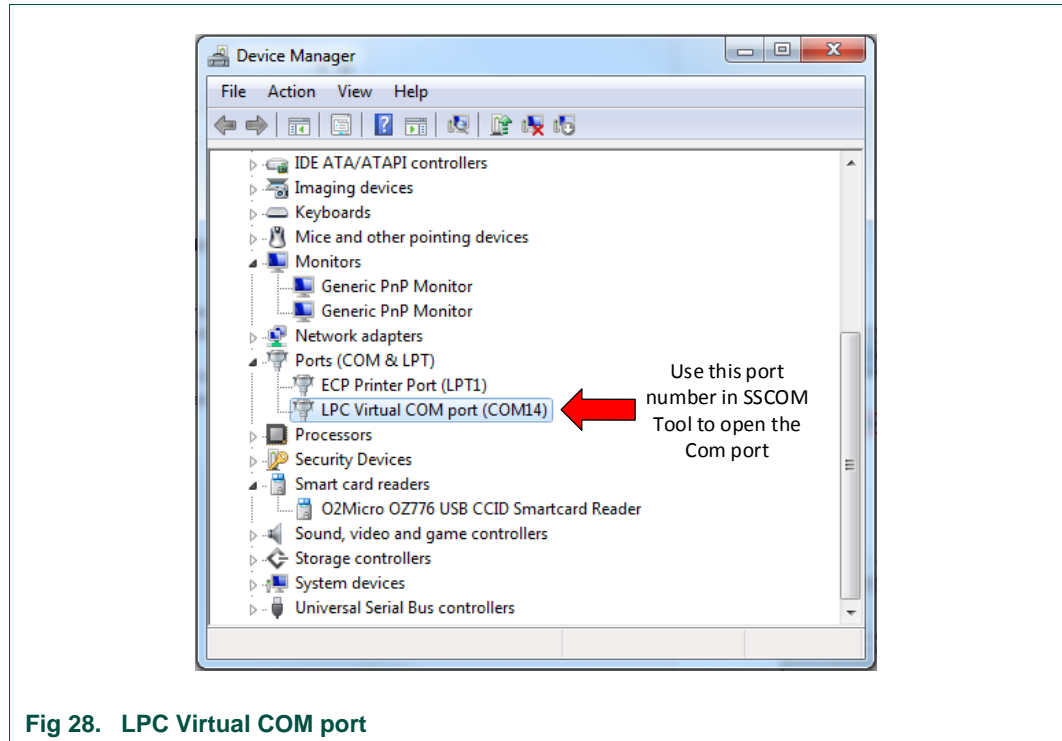 Device Manager
File Action View Help
IDE ATA/ATAPI controllers
Imaging devices
Keyboards
Mice and other pointing devices
Monitors
Generic PnP Monitor
Generic PnP Monitor
Network adapters
Ports (COM & LPT)
ECP Printer Port (LPT1)
LPC Virtual COM port (COM14)
Processors
Security Devices
Smart card readers
O2Micro OZ776 USB CCID Smartcard Reader
Sound, video and game controllers
Storage controllers
System devices
Universal Serial Bus controllers
Use this port
number in SSCOM
Tool to open the
Com port
Fig 28. LPC Virtual COM port